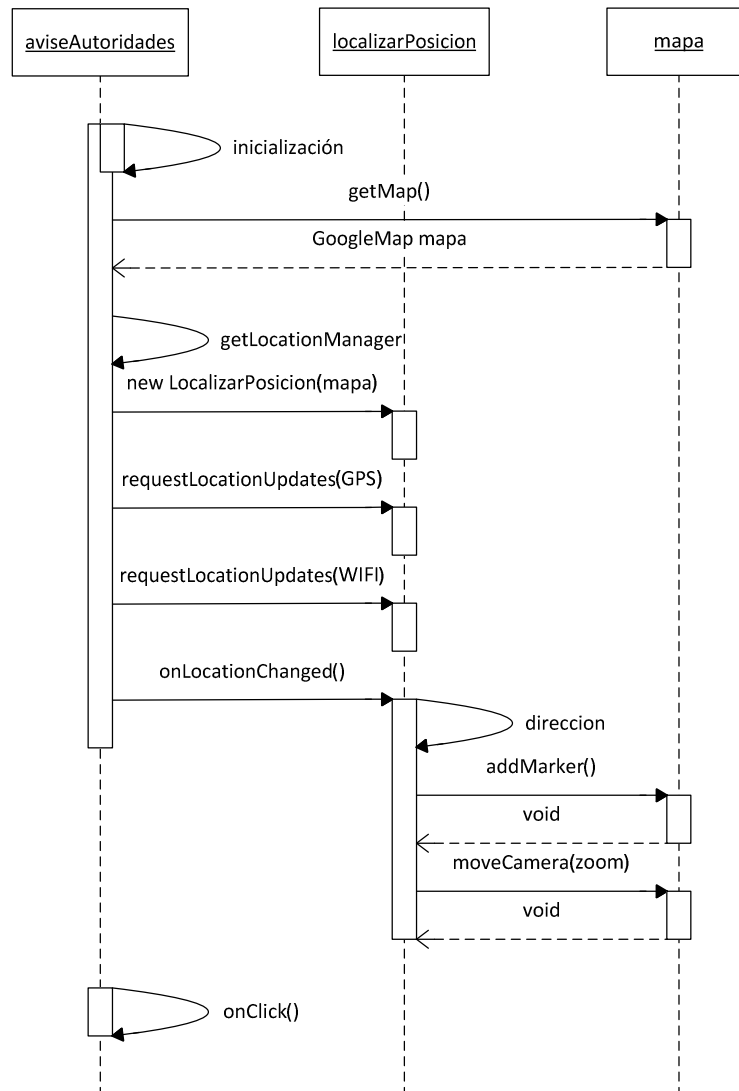 aviseAutoridades
localizarPosicion
mapa
inicialización
getMap()
GoogleMap mapa
getLocationManager
new LocalizarPosicion(mapa)
requestLocationUpdates(GPS)
requestLocationUpdates(WIFI)
onLocationChanged()
direccion
addMarker()
void
moveCamera(zoom)
void
onClick()